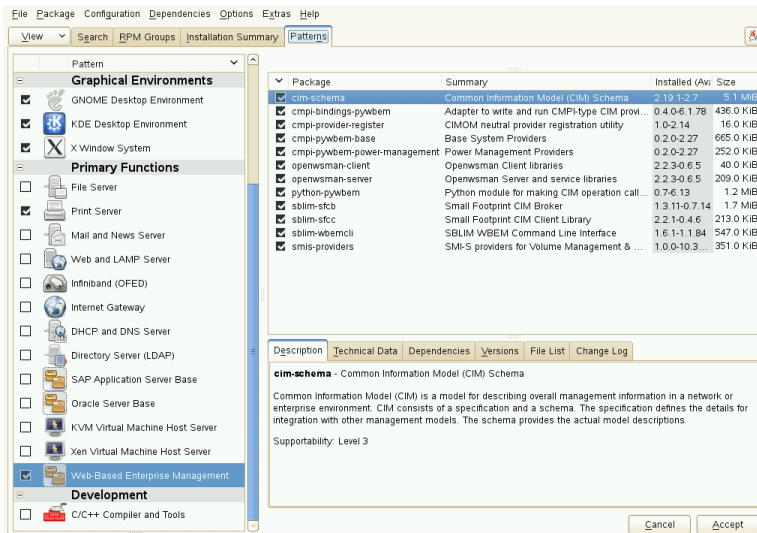 File Package Configuration Dependencies Options Extras Help
View Search RPM Groups Installation Summary Patterns
Pattern
Graphical Environments
GNOME Desktop Environment
KDE Desktop Environment
X Window System
Primary Functions
File Server
Print Server
Mail and News Server
Web and LAMP Server
Infiniband (OFED)
Internet Gateway
DHCP and DNS Server
Directory Server (LDAP)
SAP Application Server Base
Oracle Server Base
KVM Virtual Machine Host Server
Xen Virtual Machine Host Server
Web-Based Enterprise Management
Development
C/C++ Compiler and Tools
Package Summary Installed (Ava Size
cim-schema Common Information Model (CIM) Schema 2.19.1-2.7 5.1 MiB
cmpi-bindings-pywbem Adapter to write and run CMPI-type CIM provi... 0.4.0-6.1.78 436.0 KiB
cmpi-provider-register CIMOM neutral provider registration utility 1.0-2.14 16.0 KiB
cmpi-pywbem-base Base System Providers 0.2.0-2.27 665.0 KiB
cmpi-pywbem-power-management Power Management Providers 0.2.0-2.27 252.0 KiB
openwsman-client Openwsman Client libraries 2.2.3-0.6.5 40.0 KiB
openwsman-server Openwsman Server and service libraries 2.2.3-0.6.5 209.0 KiB
python-pywbem Python module for making CIM operation call... 0.7-6.13 1.2 MiB
sblim-sfcb Small Footprint CIM Broker 1.3.11-0.7.14 1.7 MiB
sblim-sfcc Small Footprint CIM Client Library 2.2.1-0.4.6 213.0 KiB
sblim-wbemcli SBLIM WBEM Command Line Interface 1.6.1-1.1.84 547.0 KiB
smis-providers SMI-S providers for Volume Management & ... 1.0.0-10.3... 351.0 KiB
Description Technical Data Dependencies Versions File List Change Log
cim-schema - Common Information Model (CIM) Schema
Common Information Model (CIM) is a model for describing overall management information in a network or
enterprise environment. CIM consists of a specification and a schema. The specification defines the details for
integration with other management models. The schema provides the actual model descriptions.
Supportability: Level 3
Cancel Accept